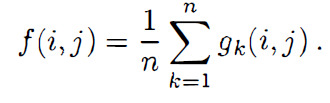 f(i,j) = \frac{1}{n} \sum_{k=1}^{n} g_k(i,j) .